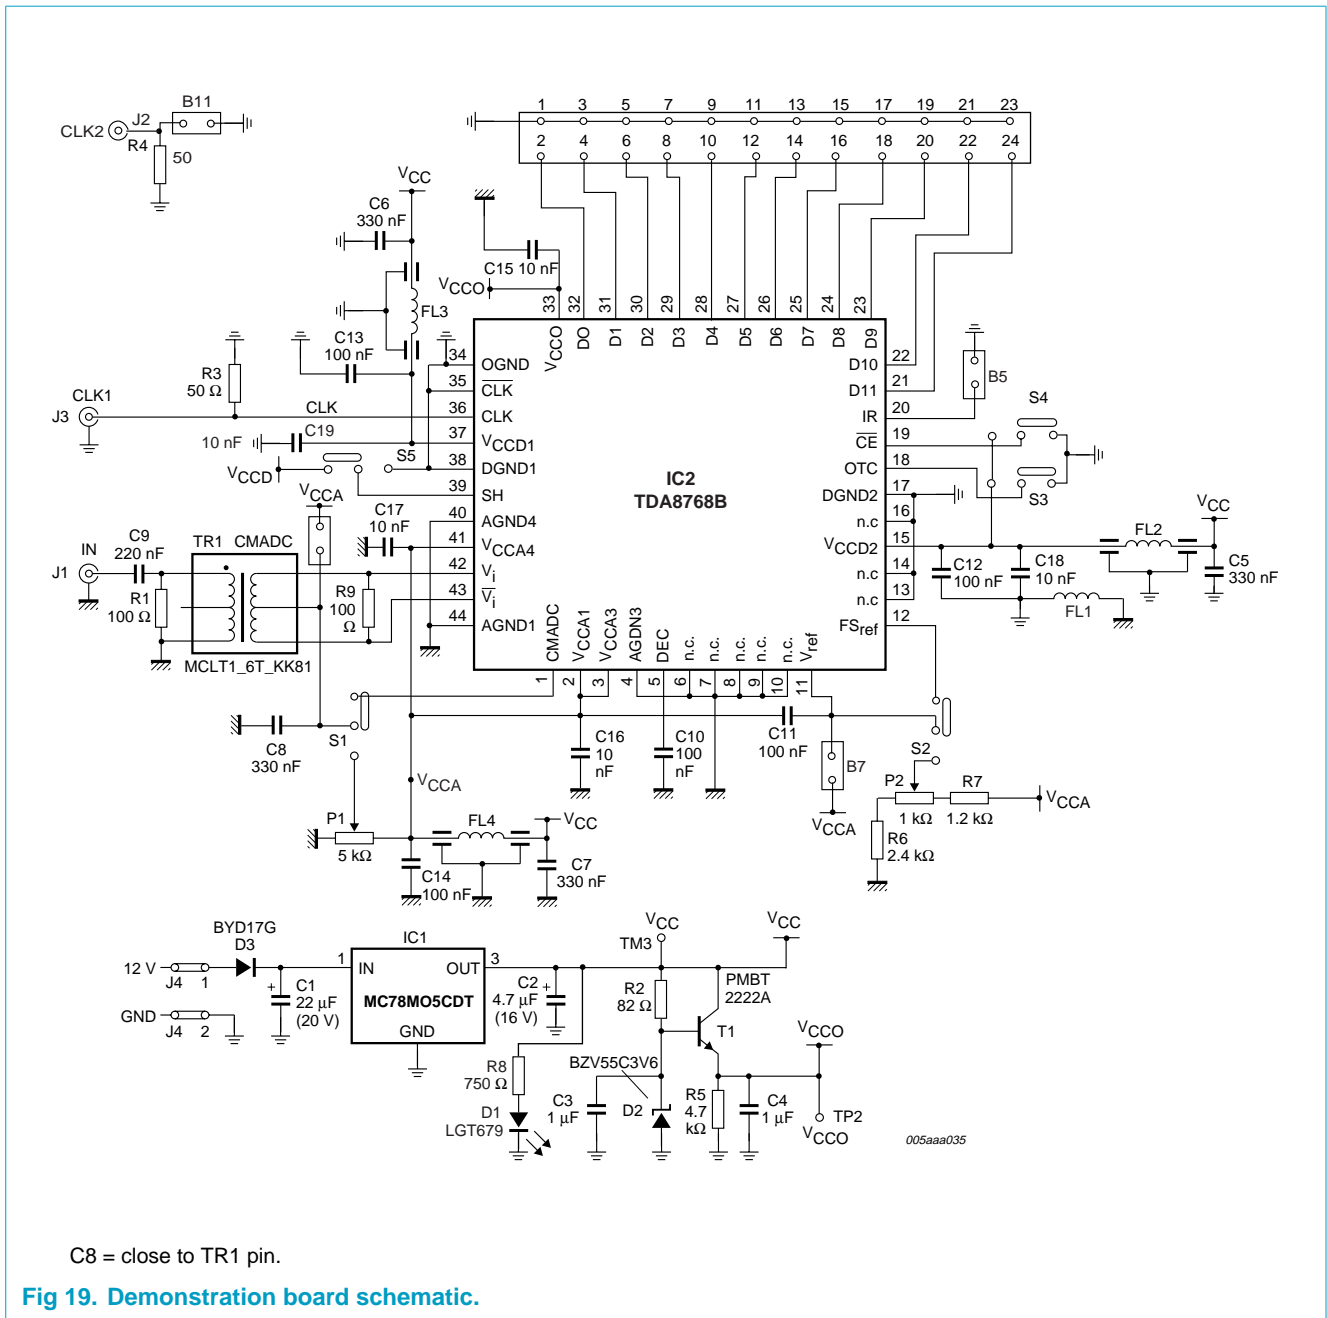 B11
J2
CLK2
R4
50
1 3 5 7 9 11 13 15 17 19 21 23
2 4 6 8 10 12 14 16 18 20 22 24
VCC
C6
330 nF
C15 10 nF
VCCO
FL3
33 32 31 30 29 28 27 26 25 24 23
VCCO DO D1 D2 D3 D4 D5 D6 D7 D8 D9
C13
100 nF
R3
50 Ω
CLK1
J3
CLK
10 nF
C19
S5
VCCD
VCCA
C17
10 nF
34 OGND
35 CLK
36 CLK
37 VCCD1
38 DGND1
39 SH
40 AGND4
41 VCCA4
42 Vi
43 Vi
44 AGND1
IC2
TDA8768B
D10 22
D11 21
IR 20
CE 19
OTC 18
DGND2 17
n.c 16
VCCD2 15
n.c 14
n.c 13
FSref 12
B5
S4
S3
VCC
FL2
C12
100 nF
C18
10 nF
FL1
C5
330 nF
IN
J1
C9
220 nF
R1
100 Ω
TR1 CMADC
MCLT1_6T_KK81
R9
100
Ω
CMADC VCCA1 VCCA3 AGDN3 DEC n.c. n.c. n.c. n.c. n.c. Vref
1 2 3 4 5 6 7 8 9 10 11
C8
330 nF
S1
C16
10
nF
C10
100
nF
C11
100 nF
B7
VCCA
S2
P2
1 kΩ
R7
1.2 kΩ
VCCA
R6
2.4 kΩ
VCCA
P1
5 kΩ
FL4
VCC
C14
100 nF
C7
330 nF
BYD17G
D3
12 V
J4 1
GND
J4 2
C1
+
22 µF
(20 V)
IC1
1 IN OUT 3
MC78MO5CDT
GND
C2
+
4.7 µF
(16 V)
R8
750 Ω
D1
LGT679
VCC
TM3
R2
82 Ω
VCC
PMBT
2222A
T1
BZV55C3V6
C3
1 µF
D2
R5
4.7
kΩ
C4
1 µF
VCCO
TP2
VCCO
005aaa035
C8 = close to TR1 pin.
Fig 19. Demonstration board schematic.